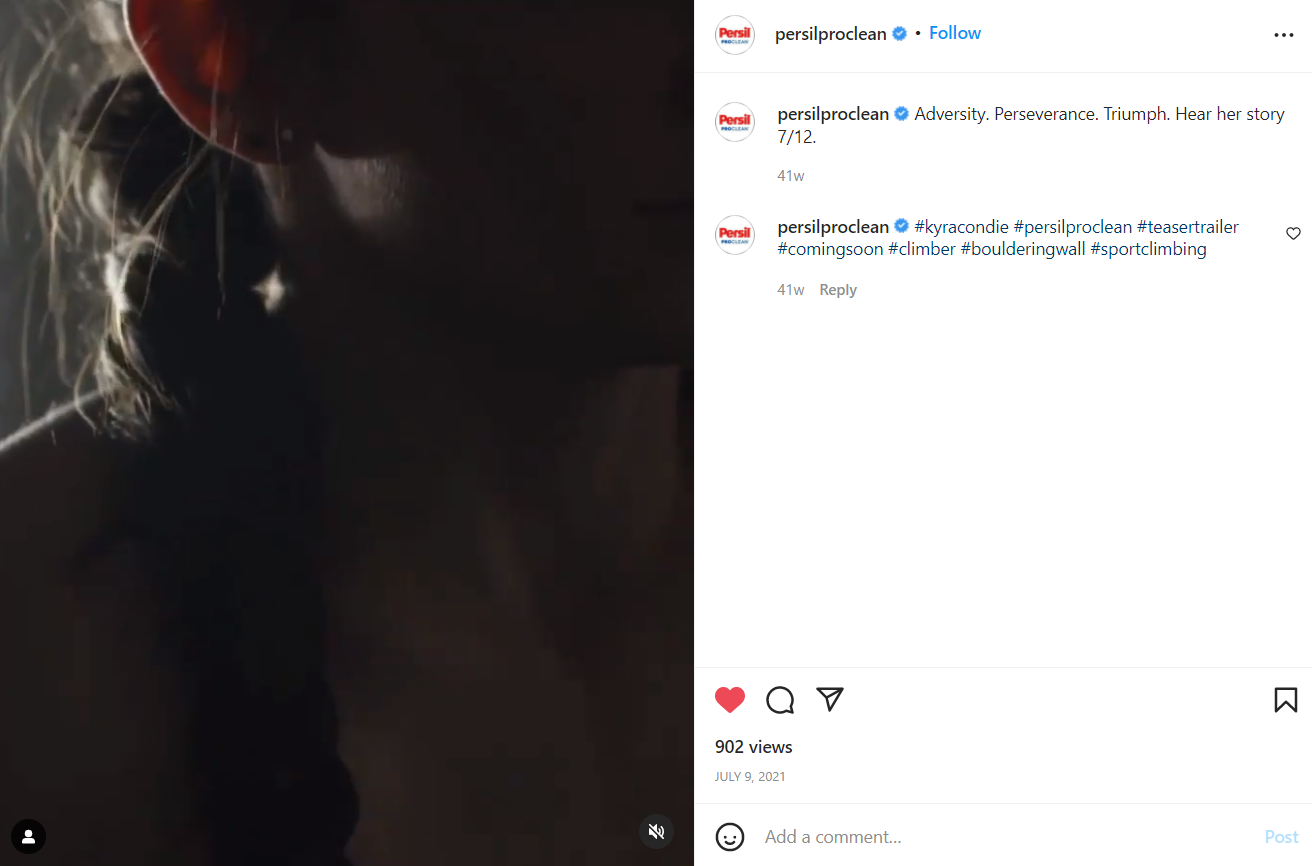 Persil
PROCLEAN
persilproclean • Follow
Persil
PROCLEAN
persilproclean Adversity. Perseverance. Triumph. Hear her story
7/12.
41w
Persil
PROCLEAN
persilproclean #kyracondie #persilproclean #teasertrailer
#comingsoon #climber #boulderingwall #sportclimbing
41w Reply
902 views
JULY 9, 2021
Add a comment... Post